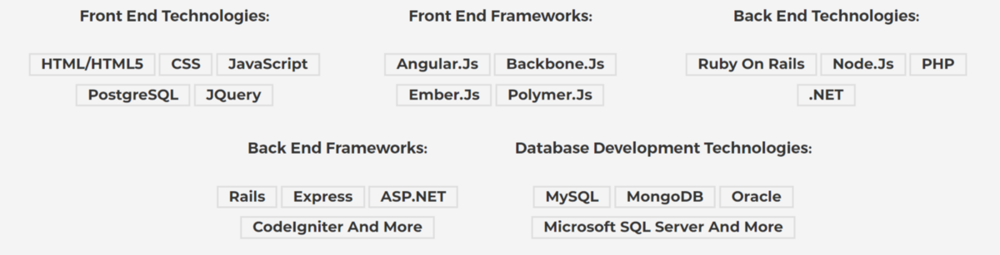 Front End Technologies:
HTML/HTML5 CSS JavaScript
PostgreSQL JQuery
Front End Frameworks:
Angular.Js Backbone.Js
Ember.Js Polymer.Js
Back End Technologies:
Ruby On Rails Node.Js PHP
.NET
Back End Frameworks:
Rails Express ASP.NET
CodeIgniter And More
Database Development Technologies:
MySQL MongoDB Oracle
Microsoft SQL Server And More